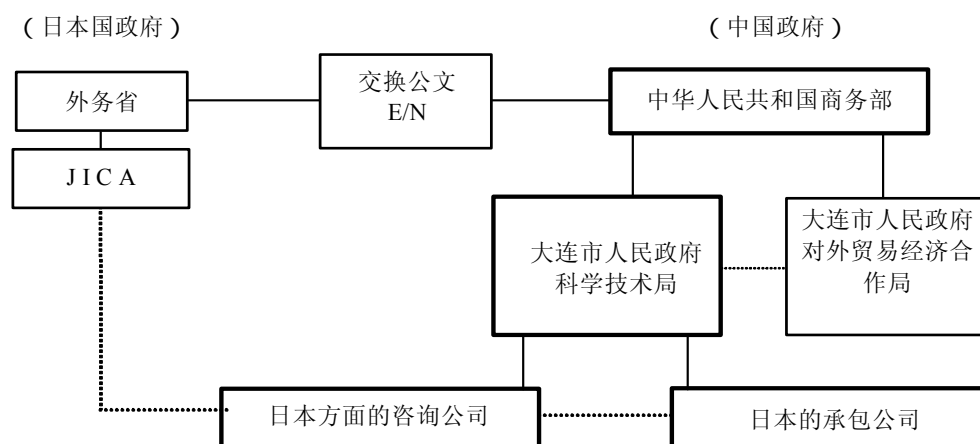 (日本国政府)
(中国政府)
外务省
交换公文
E/N
中华人民共和国商务部
JICA
大连市人民政府
科学技术局
大连市人民政府
对外贸易经济合
作局
日本方面的咨询公司
日本的承包公司